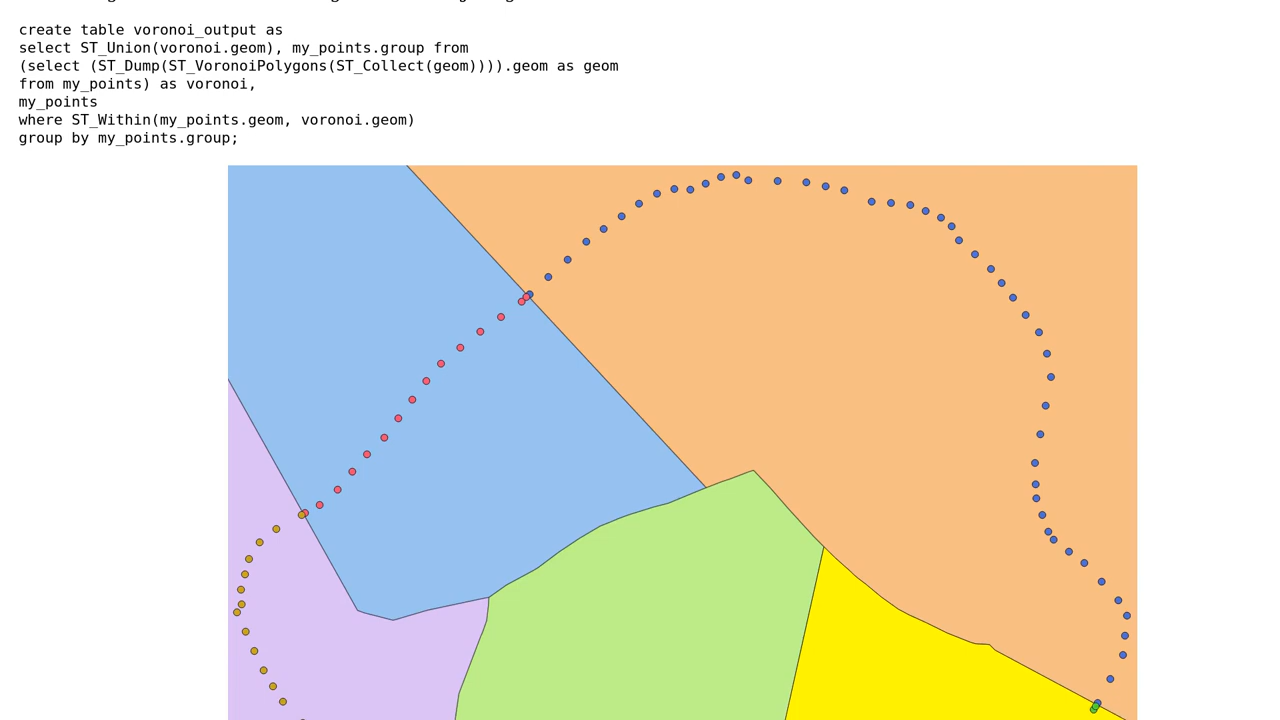 create table voronoi_output as
select ST_Union(voronoi.geom), my_points.group from
(select (ST_Dump(ST_VoronoiPolygons(ST_Collect(geom)))).geom as geom
from my_points) as voronoi,
my_points
where ST_Within(my_points.geom, voronoi.geom)
group by my_points.group;